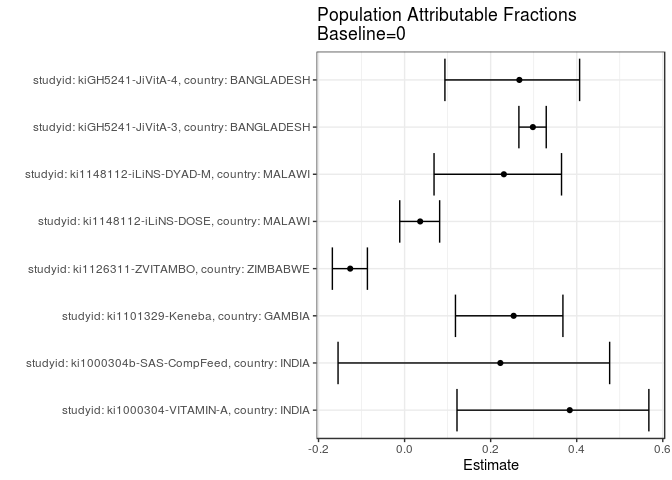 Population Attributable Fractions
Baseline=0
studyid: kiGH5241-JiVitA-4, country: BANGLADESH
studyid: kiGH5241-JiVitA-3, country: BANGLADESH
studyid: ki1148112-iLiNS-DYAD-M, country: MALAWI
studyid: ki1148112-iLiNS-DOSE, country: MALAWI
studyid: ki1126311-ZVITAMBO, country: ZIMBABWE
studyid: ki1101329-Keneba, country: GAMBIA
studyid: ki1000304b-SAS-CompFeed, country: INDIA
studyid: ki1000304-VITAMIN-A, country: INDIA
-0.2 0.0 0.2 0.4 0.6
Estimate